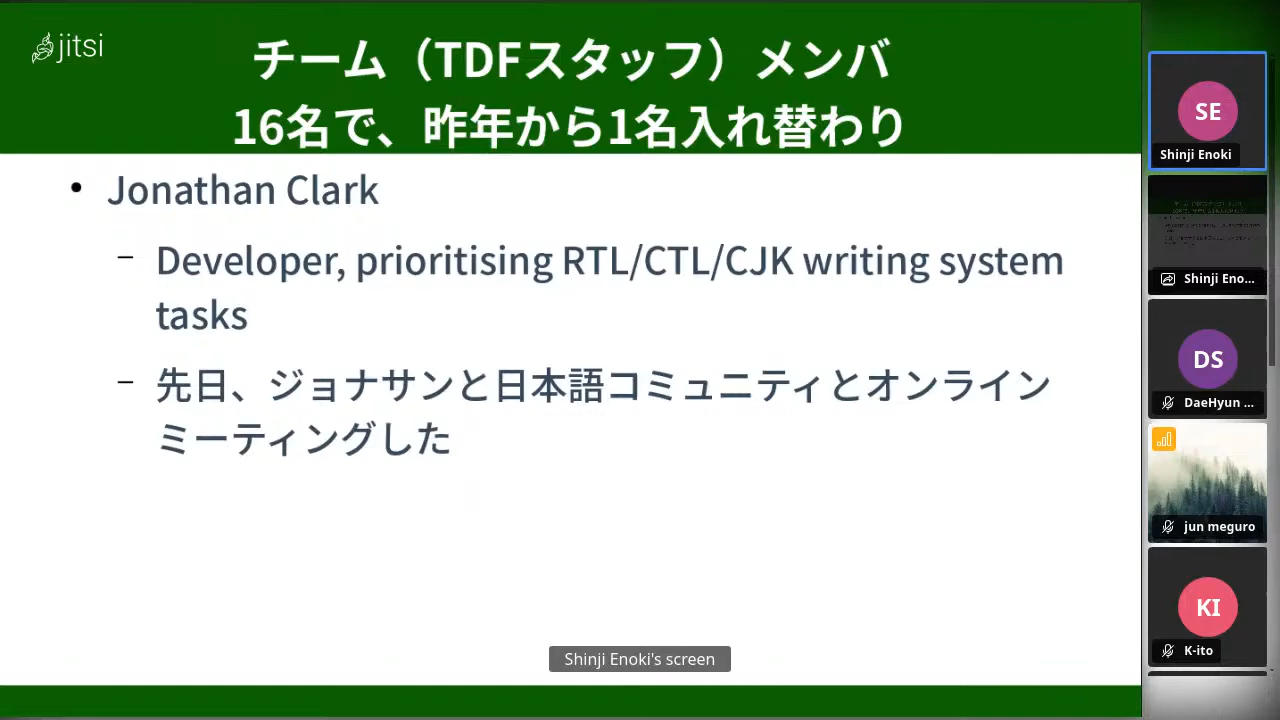 jitsi
チーム（TDFスタッフ）メンバ
16名で、昨年から1名入れ替わり
• Jonathan Clark
– Developer, prioritising RTL/CTL/CJK writing system
tasks
– 先日、ジョナサンと日本語コミュニティとオンライン
ミーティングした
Shinji Enoki's screen
SE
Shinji Enoki
Shinji Eno...
DS
DaeHyun ...
jun meguro
KI
K-ito